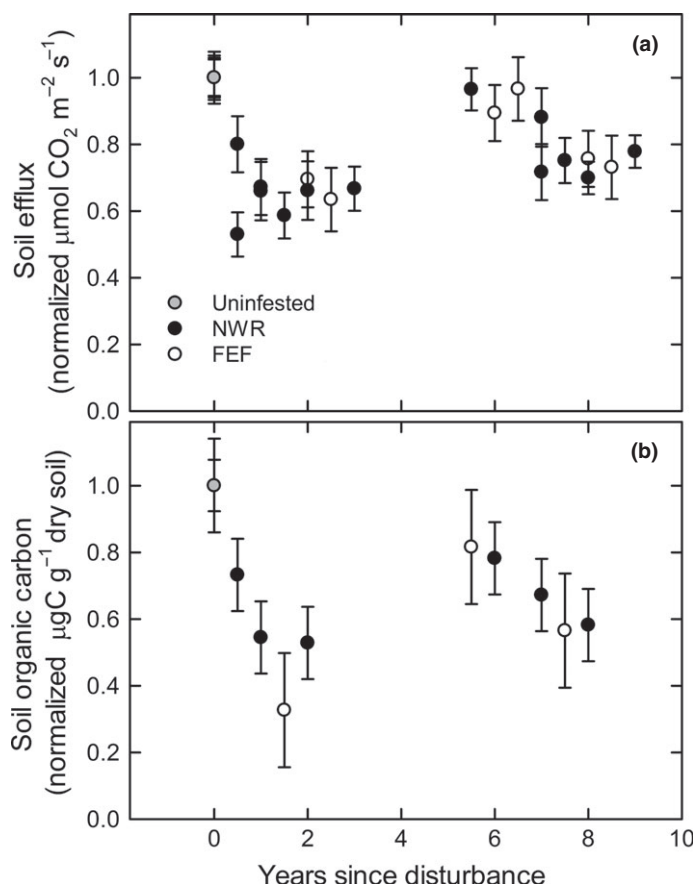 (a)
1.0
0.8
0.6
0.4
0.2
0.0
Soil efflux
(normalized μmol CO₂ m⁻² s⁻¹)
Uninfested
NWR
FEF
(b)
1.0
0.8
0.6
0.4
0.2
0.0
Soil organic carbon
(normalized μgC g⁻¹ dry soil)
0 2 4 6 8 10
Years since disturbance